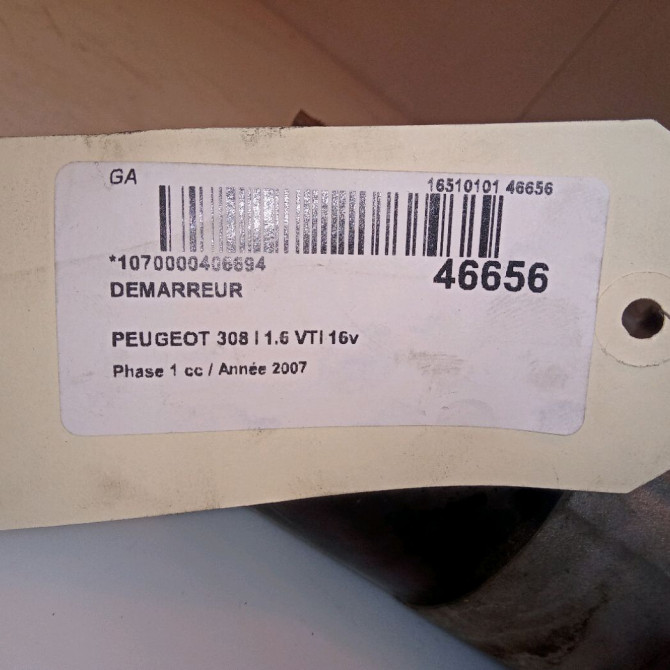 GA
16510101 46656
*1070000406694
46656
DEMARREUR
PEUGEOT 308 I 1.6 VTI 16v
Phase 1 cc / Année 2007